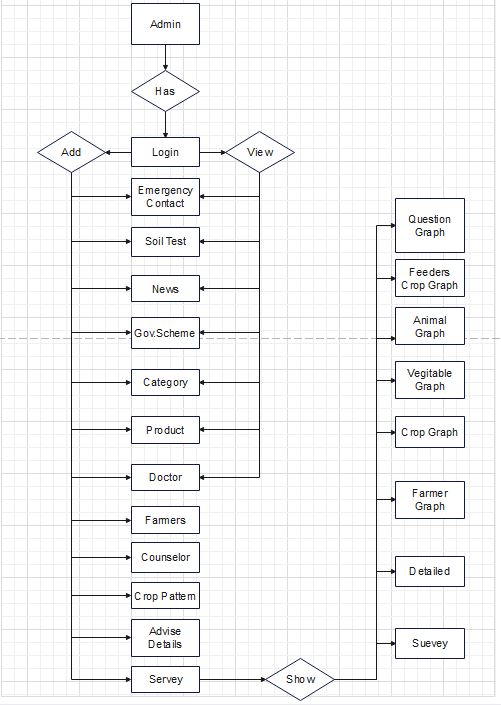 Admin
Has
Add
Login
View
Emergency
Contact
Soil Test
News
Gov.Scheme
Category
Product
Doctor
Farmers
Counselor
Crop Pattern
Advise
Details
Servey
Show
Question
Graph
Feeders
Crop Graph
Animal
Graph
Vegitable
Graph
Crop Graph
Farmer
Graph
Detailed
Suevey